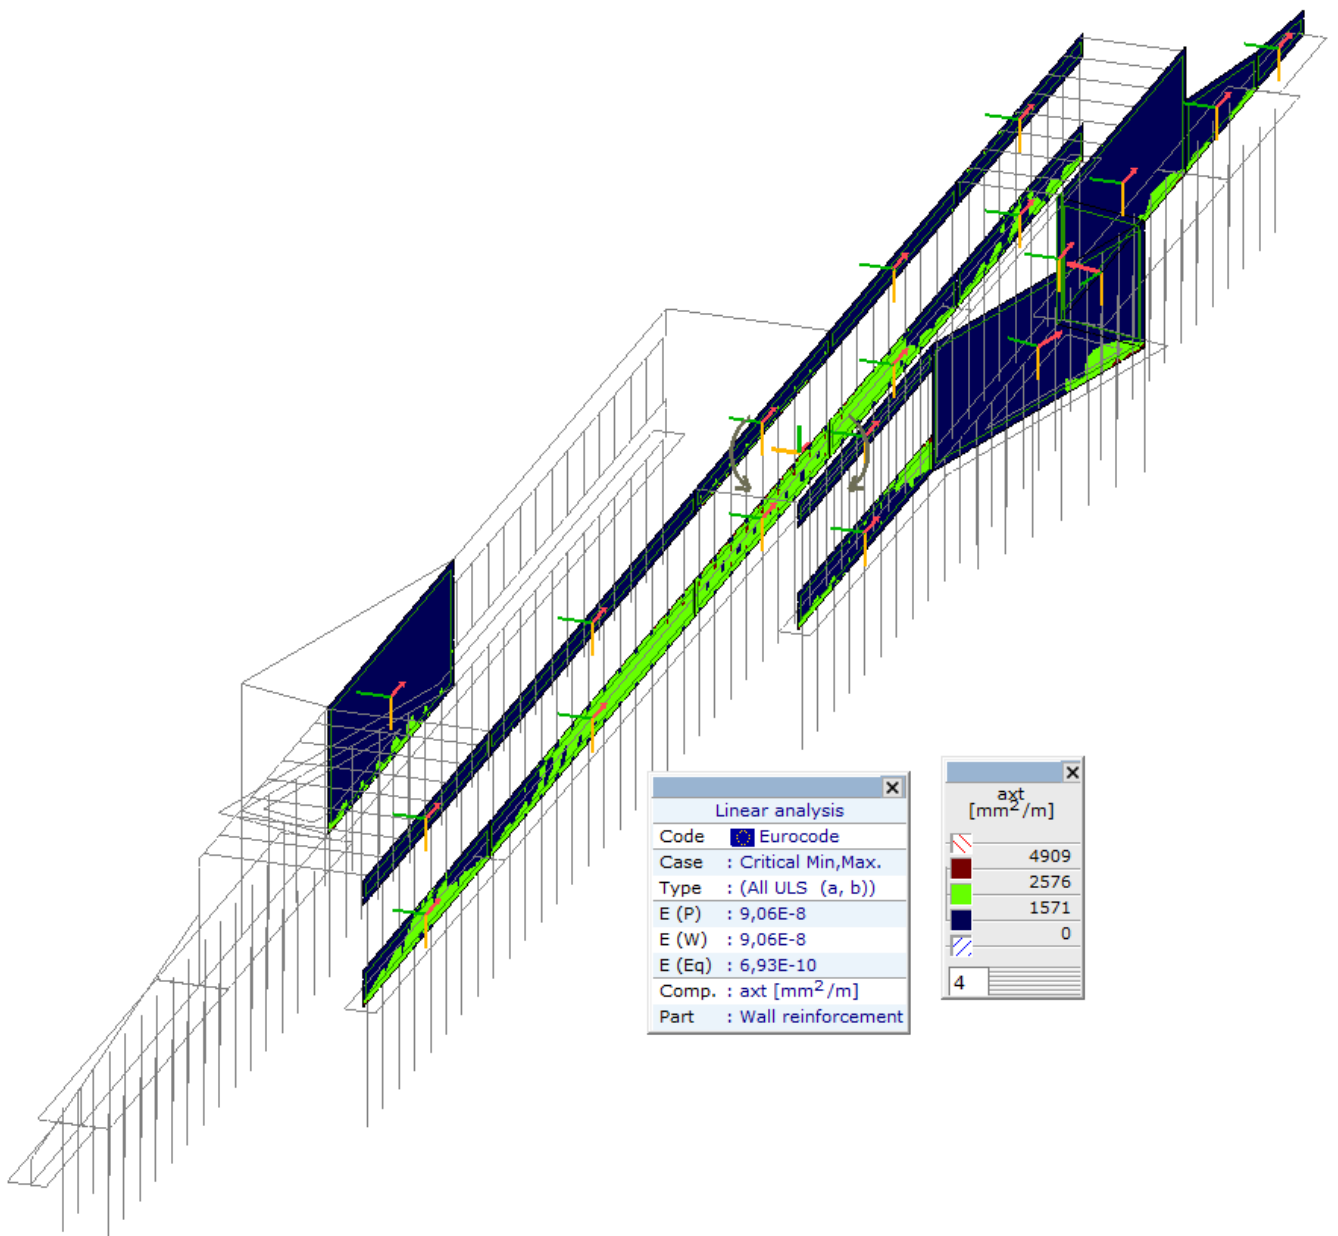 Linear analysis
Code Eurocode
Case : Critical Min,Max.
Type : (All ULS (a, b))
E (P) : 9,06E-8
E (W) : 9,06E-8
E (Eq) : 6,93E-10
Comp. : axt [mm²/m]
Part : Wall reinforcement
axt
[mm²/m]
4909
2576
1571
0
4